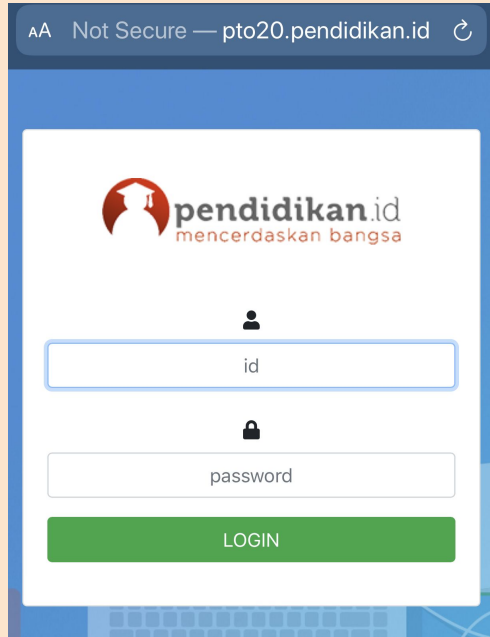 AA Not Secure — pto20.pendidikan.id
pendidikan.id
mencerdaskan bangsa
id
password
LOGIN